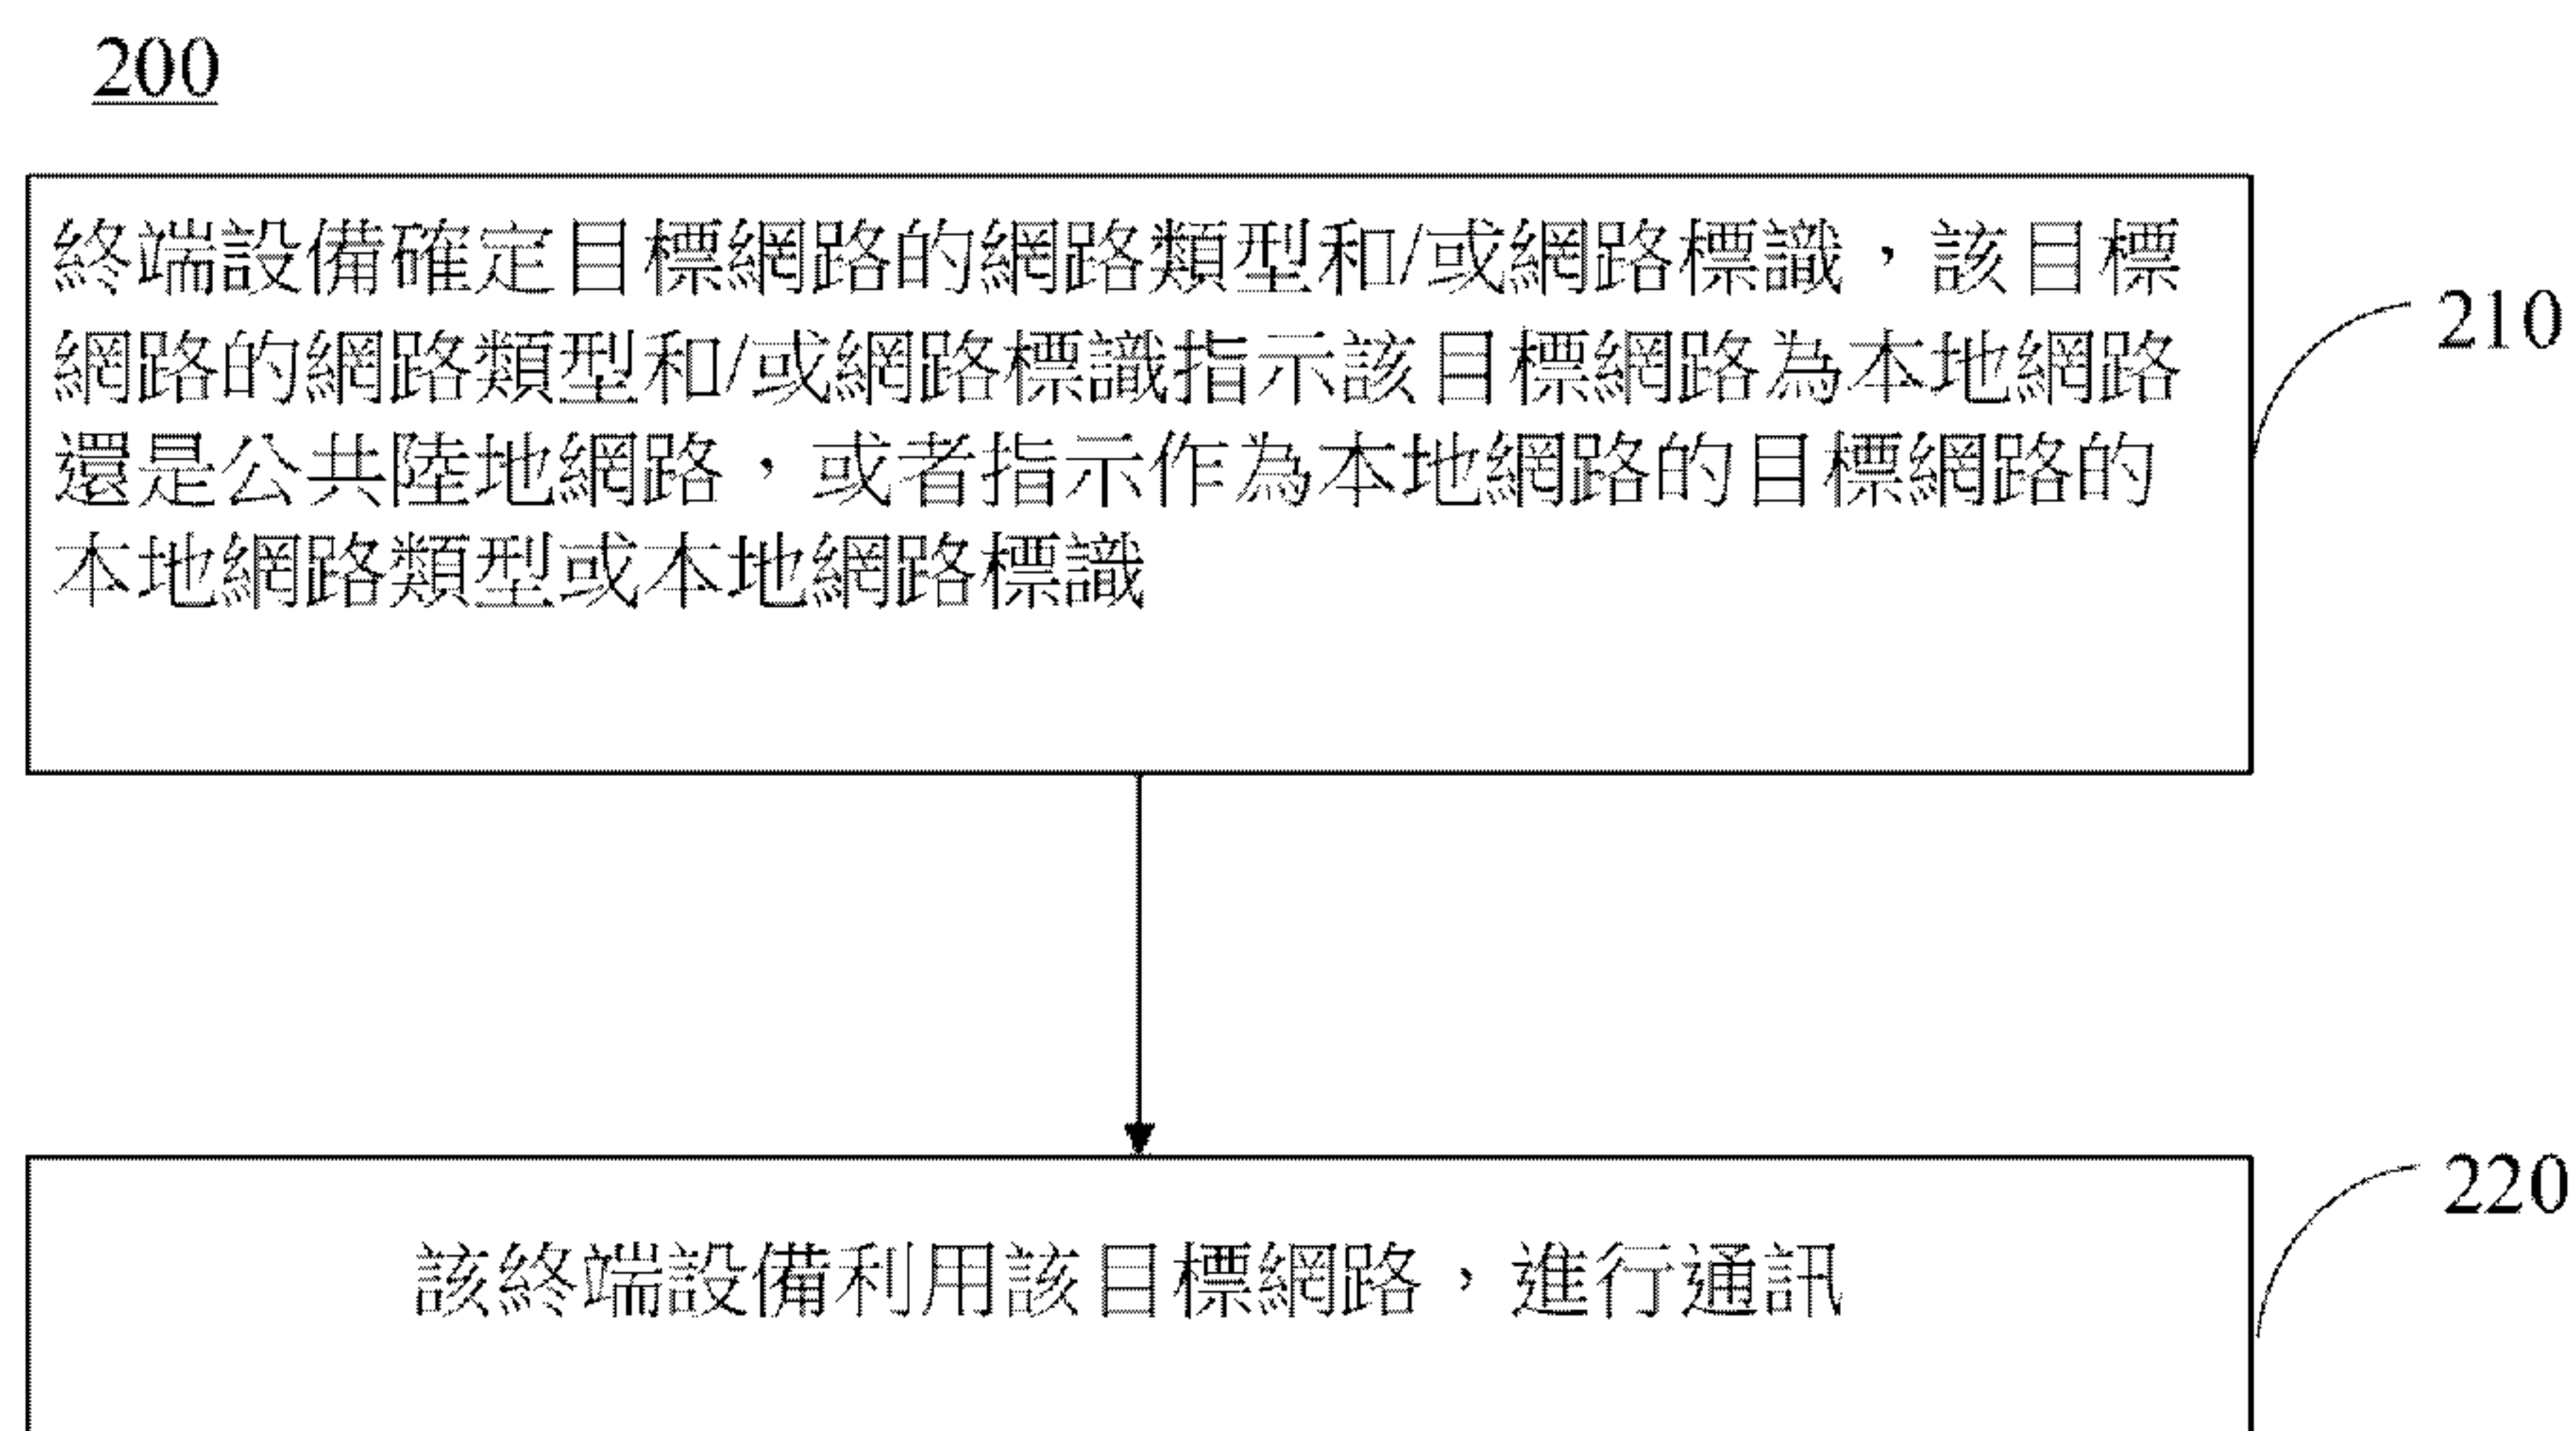 200
終端設備確定目標網路的網路類型和/或網路標識，該目標
網路的網路類型和/或網路標識指示該目標網路為本地網路
還是公共陸地網路，或者指示作為本地網路的目標網路的
本地網路類型或本地網路標識
210
220
該終端設備利用該目標網路，進行通訊